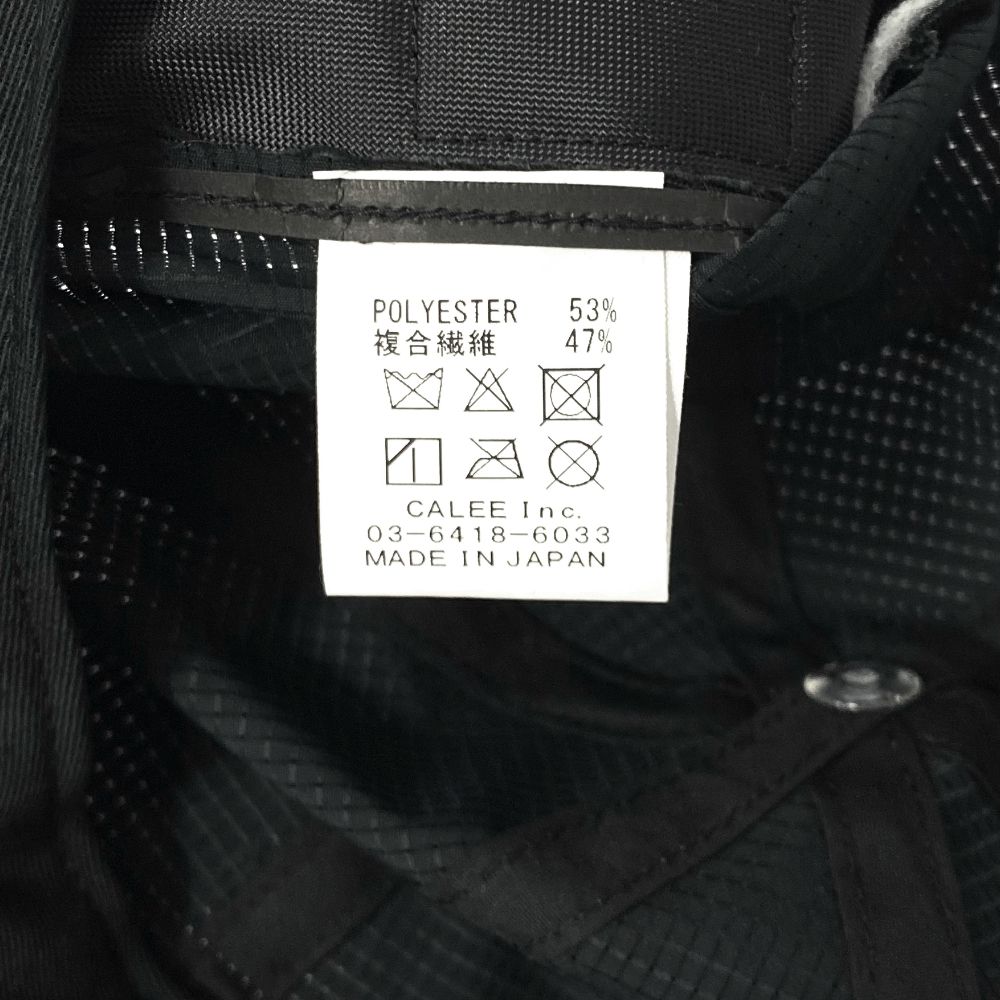 POLYESTER 53%
複合繊維 47%
CALEE Inc.
03-6418-6033
MADE IN JAPAN